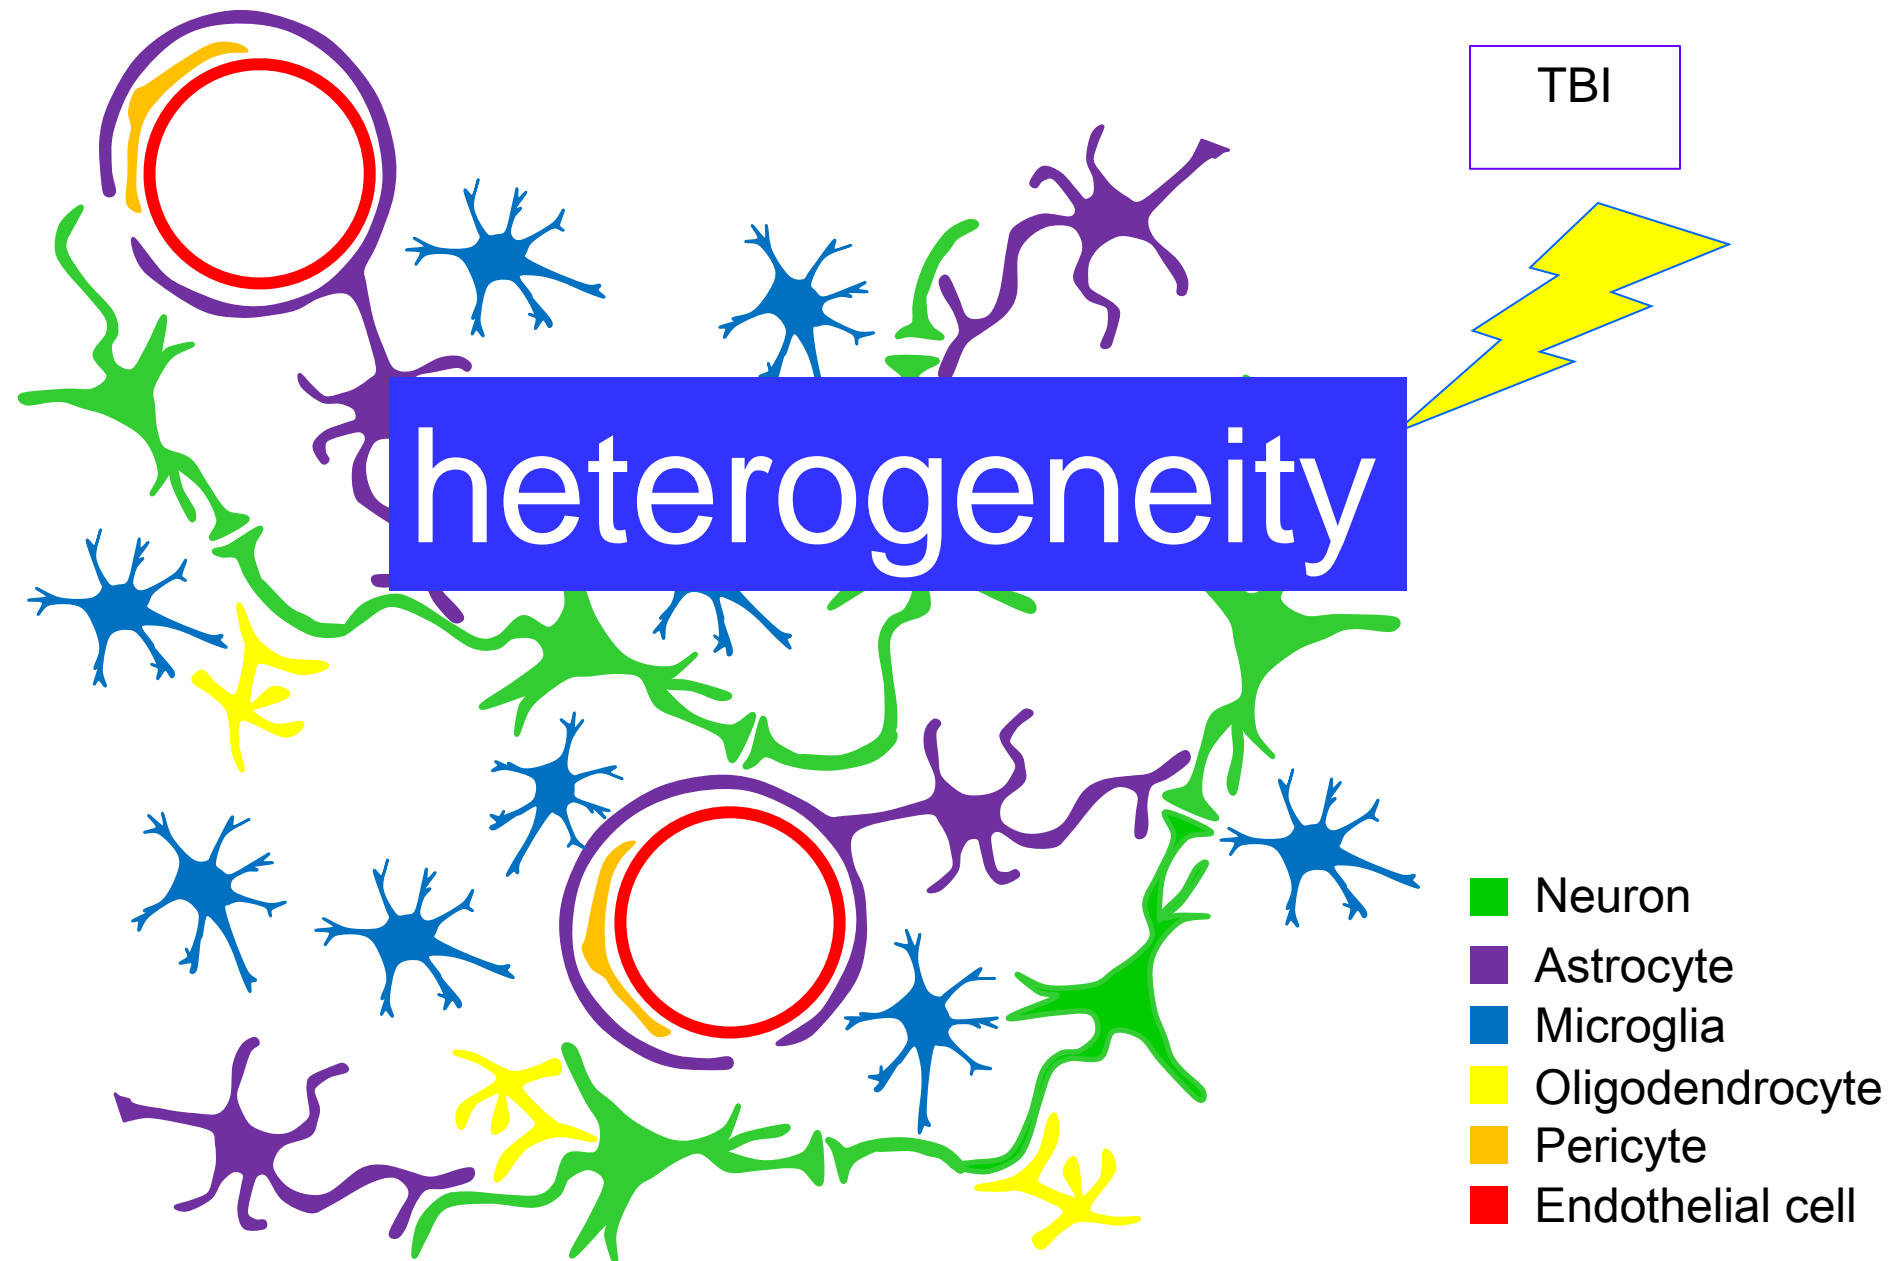 TBI
heterogeneity
Neuron
Astrocyte
Microglia
Oligodendrocyte
Pericyte
Endothelial cell